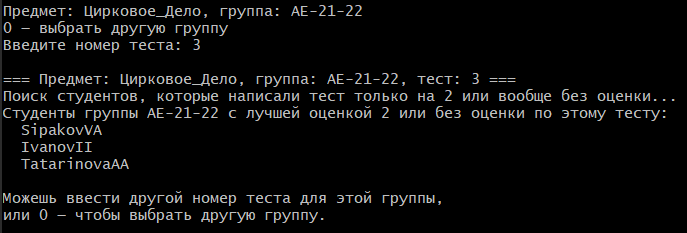 Предмет: Цирковое_Дело, группа: АЕ-21-22
0 — выбрать другую группу
Введите номер теста: 3
=== Предмет: Цирковое_Дело, группа: АЕ-21-22, тест: 3 ===
Поиск студентов, которые написали тест только на 2 или вообще без оценки...
Студенты группы АЕ-21-22 с лучшей оценкой 2 или без оценки по этому тесту:
SipakovVA
IvanovII
TatarinovaAA
Можешь ввести другой номер теста для этой группы,
или 0 — чтобы выбрать другую группу.